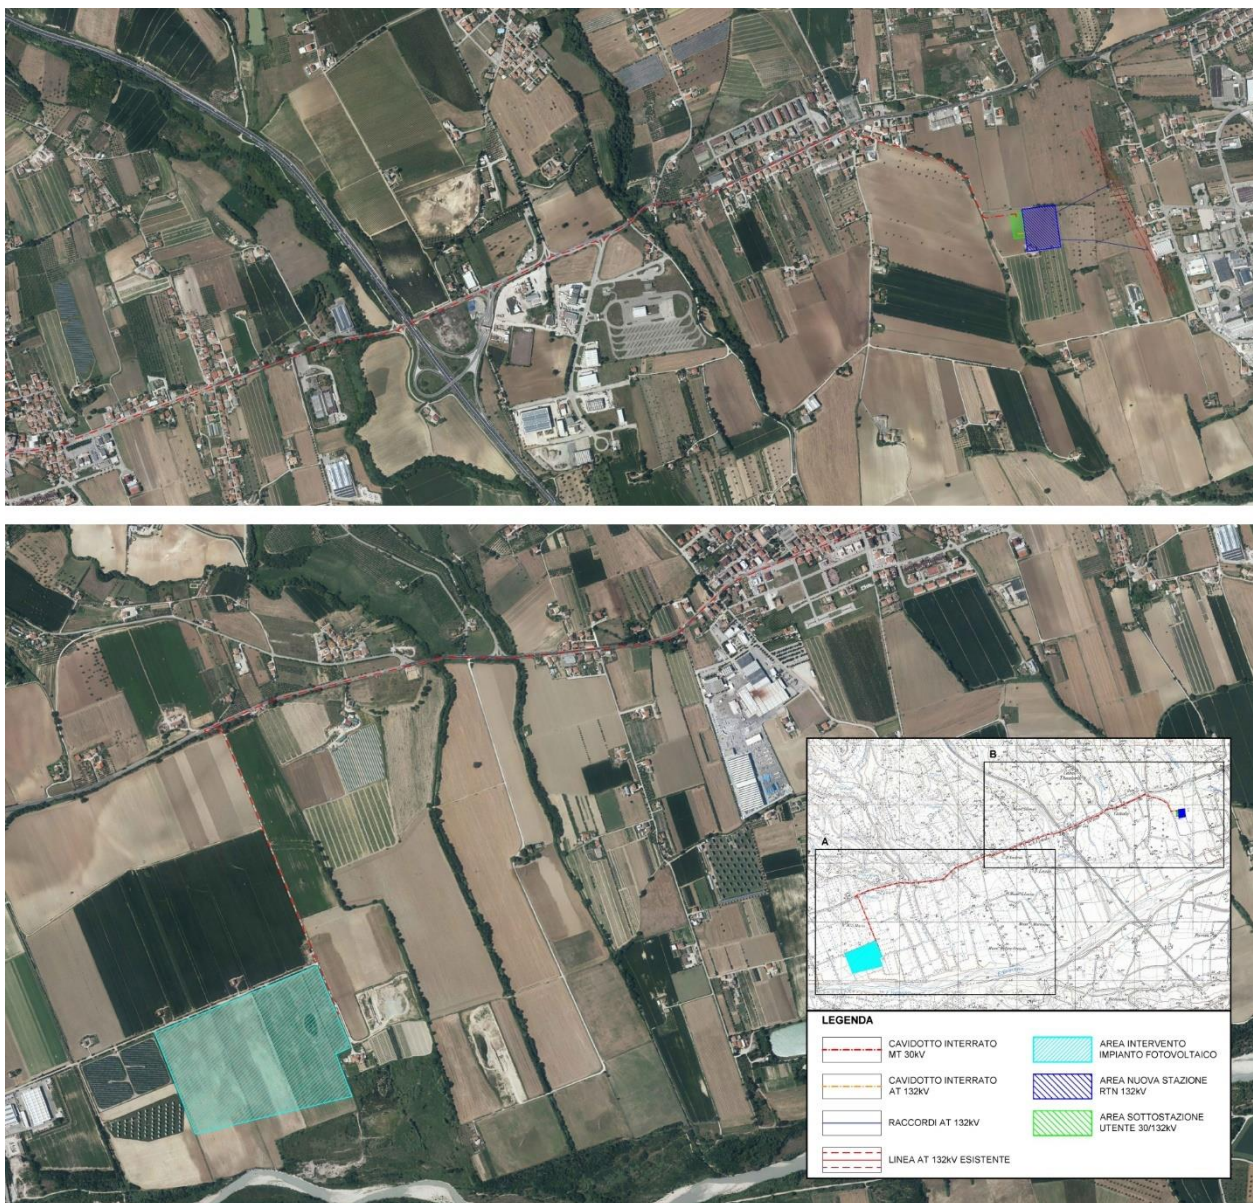 B
A
LEGENDA
CAVIDOTTO INTERRATO
MT 30kV
CAVIDOTTO INTERRATO
AT 132kV
RACCORDI AT 132kV
LINEA AT 132kV ESISTENTE
AREA INTERVENTO
IMPIANTO FOTOVOLTAICO
AREA NUOVA STAZIONE
RTN 132kV
AREA SOTTOSTAZIONE
UTENTE 30/132kV